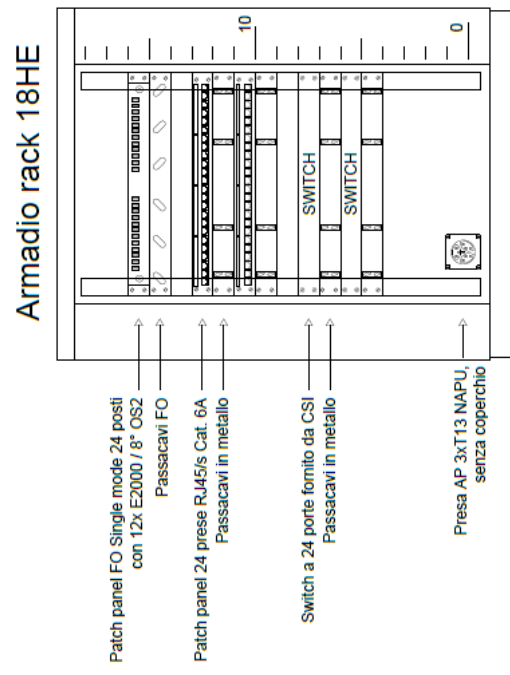 Armadio rack 18HE
10
0
Patch panel FO Single mode 24 posti
con 12x E2000 / 8° OS2
Passacavi FO
Patch panel 24 prese RJ45/s Cat. 6A
Passacavi in metallo
SWITCH
Switch a 24 porte fornito da CSI
Passacavi in metallo
SWITCH
Presa AP 3xT13 NAPU,
senza coperchio